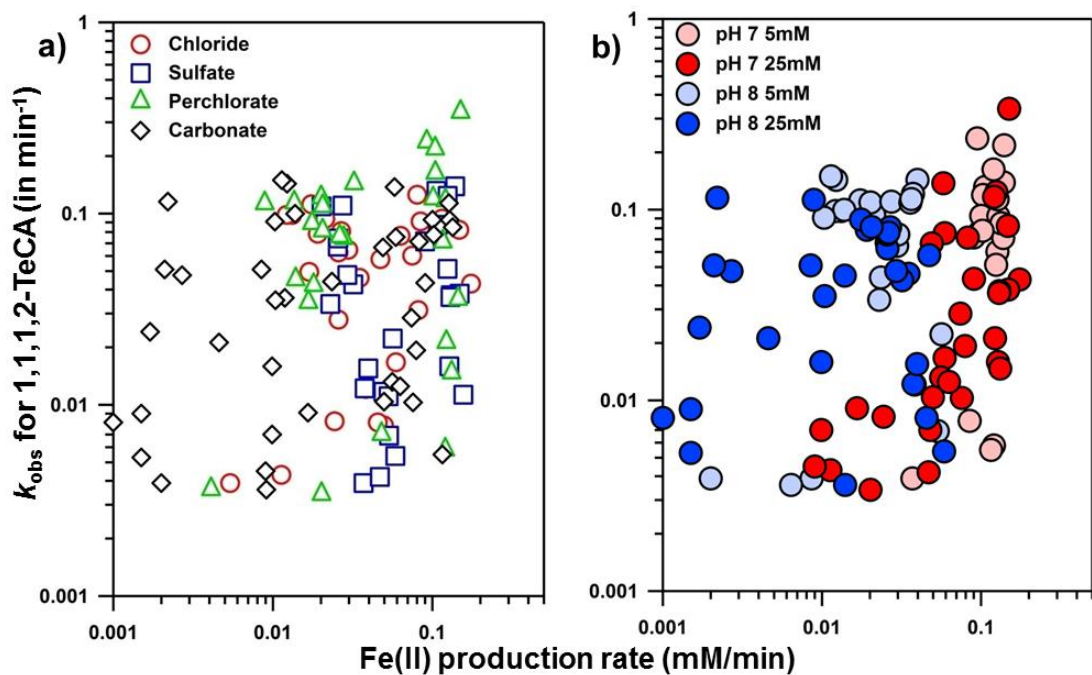 a)
Chloride
Sulfate
Perchlorate
Carbonate
1
0.1
0.01
0.001
0.001
0.01
0.1
k_obs for 1,1,1,2-TeCA (in min⁻¹)
b)
pH 7 5mM
pH 7 25mM
pH 8 5mM
pH 8 25mM
1
0.1
0.01
0.001
0.001
0.01
0.1
Fe(II) production rate (mM/min)